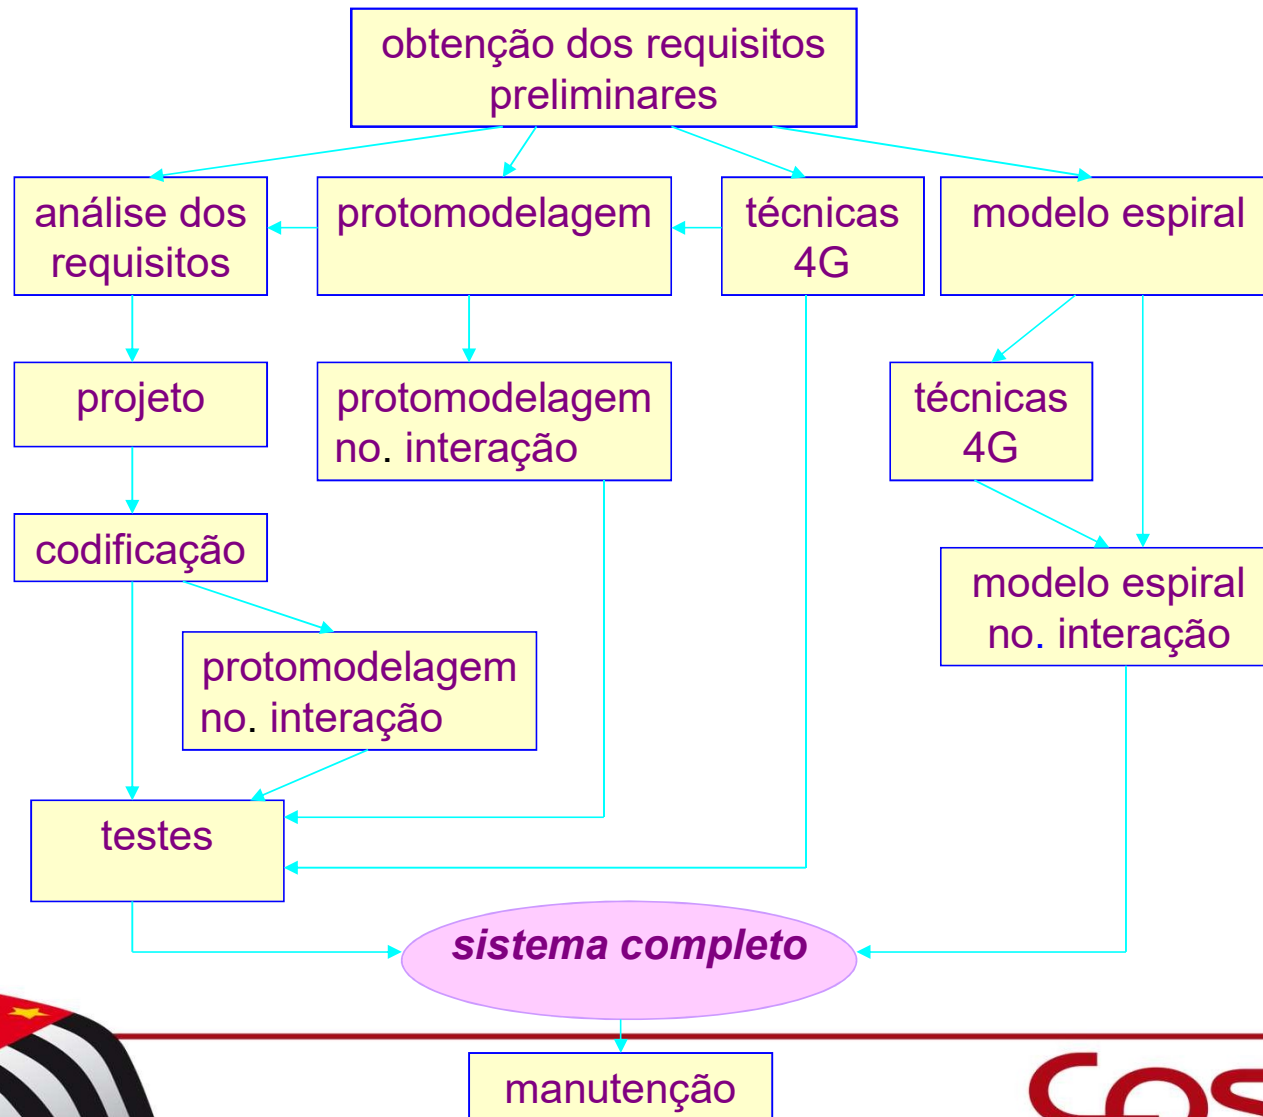 obtenção dos requisitos
preliminares
análise dos
requisitos
protomodelagem
técnicas
4G
modelo espiral
projeto
protomodelagem
no. interação
técnicas
4G
codificação
modelo espiral
no. interação
protomodelagem
no. interação
testes
sistema completo
manutenção